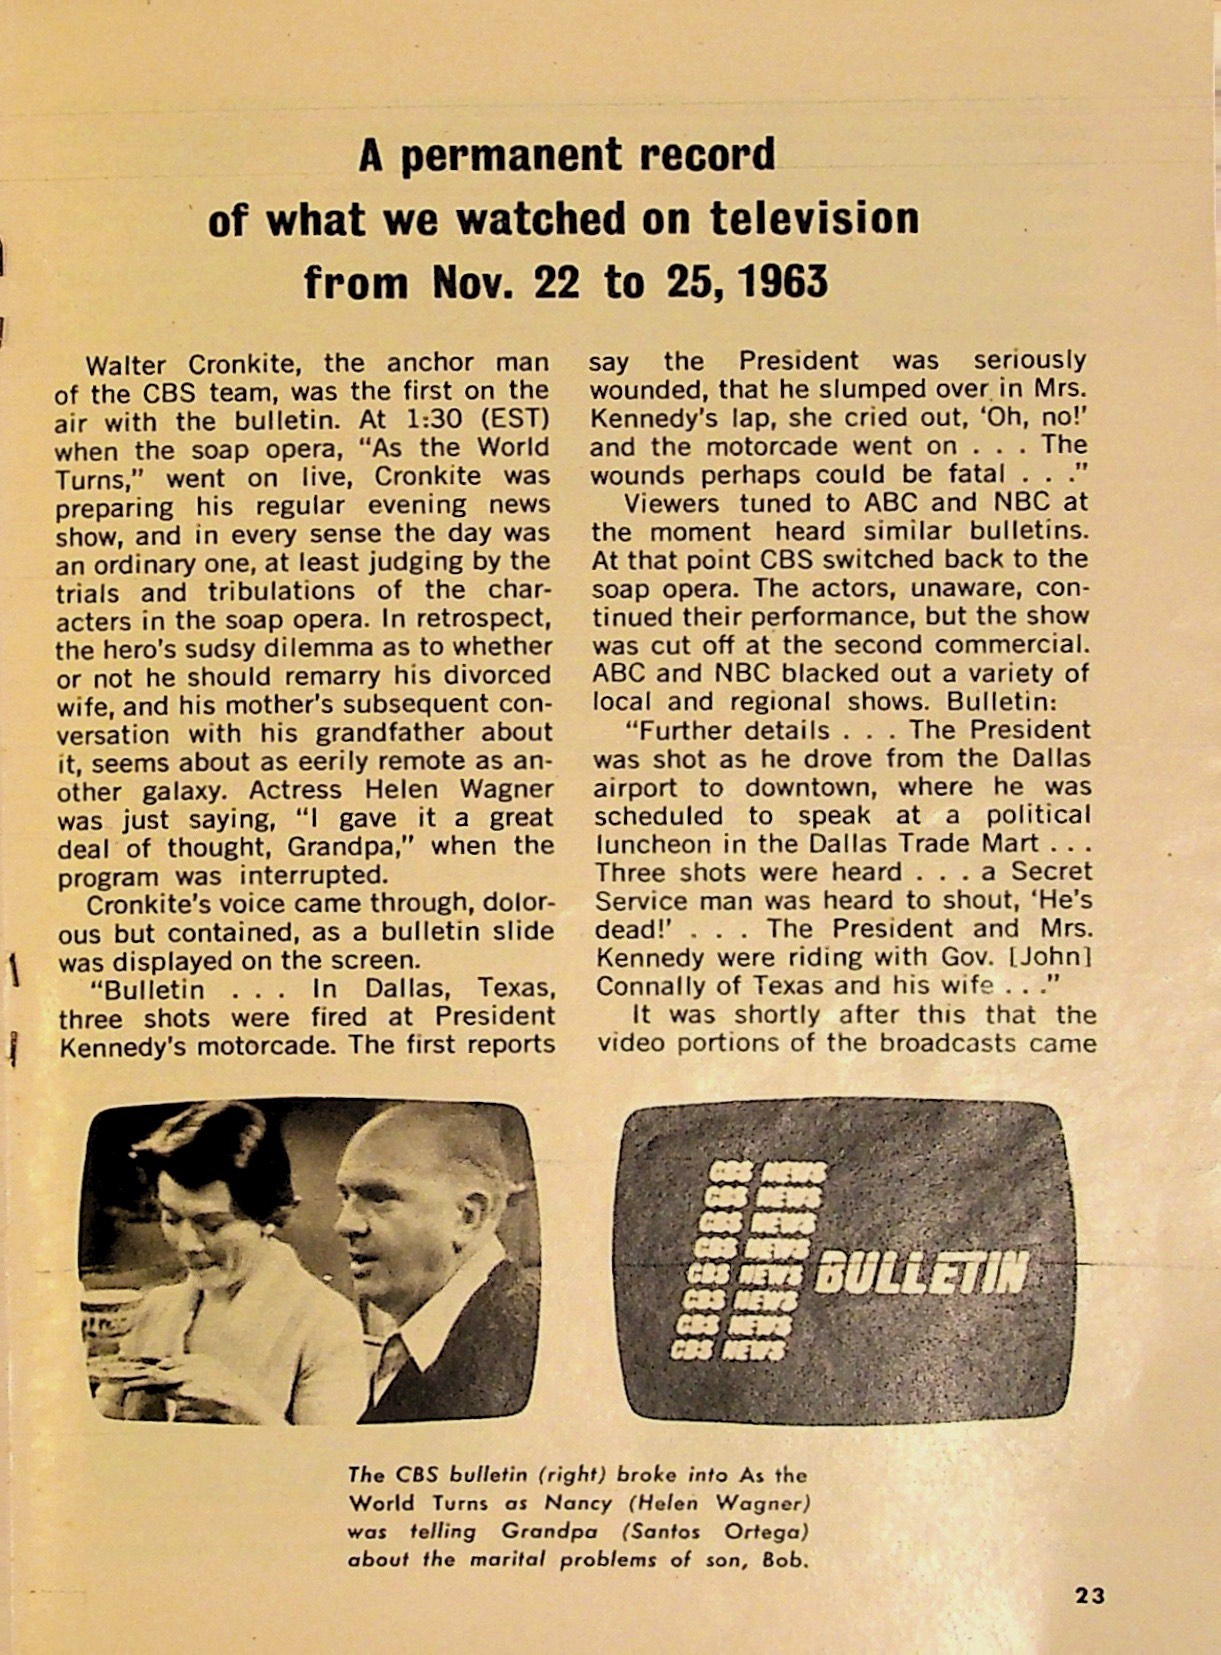 A permanent record
of what we watched on television
from Nov. 22 to 25, 1963
Walter Cronkite, the anchor man
of the CBS team, was the first on the
air with the bulletin. At 1:30 (EST)
when the soap opera, "As the World
Turns," went on live, Cronkite was
preparing his regular evening news
show, and in every sense the day was
an ordinary one, at least judging by the
trials and tribulations of the char-
acters in the soap opera. In retrospect,
the hero's sudsy dilemma as to whether
or not he should remarry his divorced
wife, and his mother's subsequent con-
versation with his grandfather about
it, seems about as eerily remote as an-
other galaxy. Actress Helen Wagner
was just saying, "I gave it a great
deal of thought, Grandpa," when the
program was interrupted.
Cronkite's voice came through, dolor-
ous but contained, as a bulletin slide
was displayed on the screen.
"Bulletin . . . In Dallas, Texas,
three shots were fired at President
Kennedy's motorcade. The first reports
say the President was seriously
wounded, that he slumped over in Mrs.
Kennedy's lap, she cried out, 'Oh, no!'
and the motorcade went on . . . The
wounds perhaps could be fatal . . ."
Viewers tuned to ABC and NBC at
the moment heard similar bulletins.
At that point CBS switched back to the
soap opera. The actors, unaware, con-
tinued their performance, but the show
was cut off at the second commercial.
ABC and NBC blacked out a variety of
local and regional shows. Bulletin:
"Further details . . . The President
was shot as he drove from the Dallas
airport to downtown, where he was
scheduled to speak at a political
luncheon in the Dallas Trade Mart . . .
Three shots were heard . . . a Secret
Service man was heard to shout, 'He's
dead!' . . . The President and Mrs.
Kennedy were riding with Gov. [John]
Connally of Texas and his wife . . ."
It was shortly after this that the
video portions of the broadcasts came
CBS NEWS
CBS NEWS
CBS NEWS
CBS NEWS
CBS NEWS BULLETIN
CBS NEWS
CBS NEWS
CBS NEWS
The CBS bulletin (right) broke into As the
World Turns as Nancy (Helen Wagner)
was telling Grandpa (Santos Ortega)
about the marital problems of son, Bob.
23